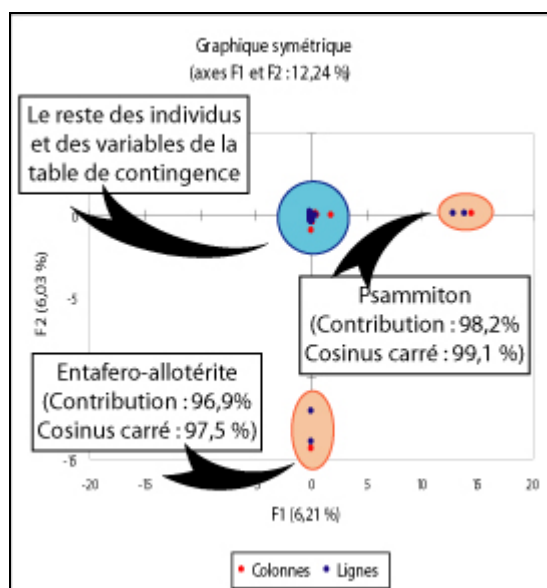 Graphique symétrique
(axes F1 et F2 : 12,24 %)
Le reste des individus
et des variables de la
table de contingence
0
-5
-15
F2 (6,03 %)
Psammiton
(Contribution : 98,2%
Cosinus carré : 99,1 %)
Entafero-allotérite
(Contribution : 96,9%
Cosinus carré : 97,5 %)
-20 -15 -10 -5 0 5 10 15 20
F1 (6,21 %)
Colonnes Lignes